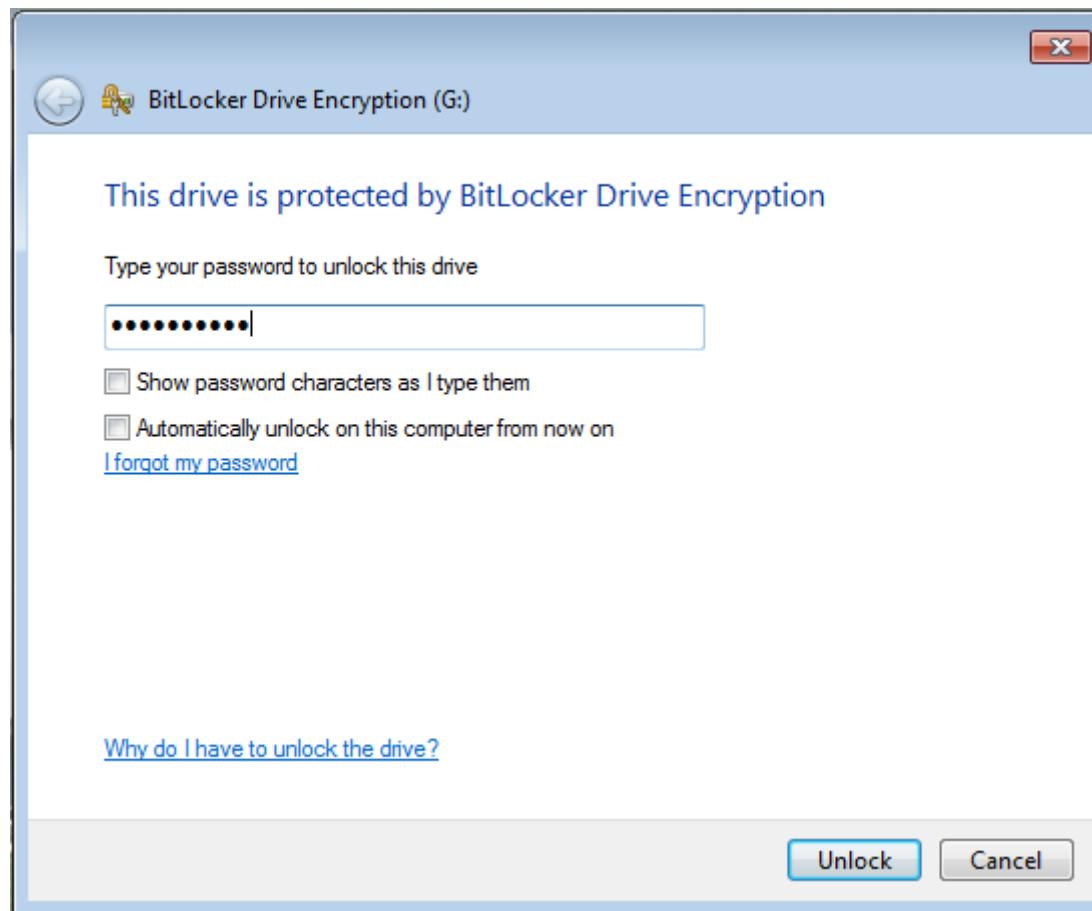 BitLocker Drive Encryption (G:)
This drive is protected by BitLocker Drive Encryption
Type your password to unlock this drive
••••••••••
Show password characters as I type them
Automatically unlock on this computer from now on
I forgot my password
Why do I have to unlock the drive?
Unlock Cancel